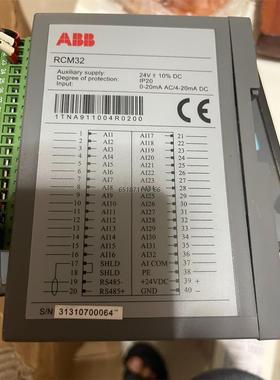 ABB
RCM32
Auxiliary supply: 24V ± 10% DC
Degree of protection: IP20
Input: 0-20mA AC/4-20mA DC
1TNA911004R0200
CE
1 AI1 AI17 21
2 AI2 AI18 22
3 AI3 AI19 23
4 AI4 AI20 24
5 AI5 AI21 25
6 AI6 AI22 26
7 AI7 AI23 27
8 AI8 AI24 28
9 AI9 AI25 29
10 AI10 AI26 30
11 AI11 AI27 31
12 AI12 AI28 32
13 AI13 AI29 33
14 AI14 AI30 34
15 AI15 AI31 35
16 AI16 AI32 36
17 SHLD AI COM 37
18 SHLD PE 38
19 RS485- +24VDC 39 +
20 RS485+ GND 40 -
S/N 31310700064